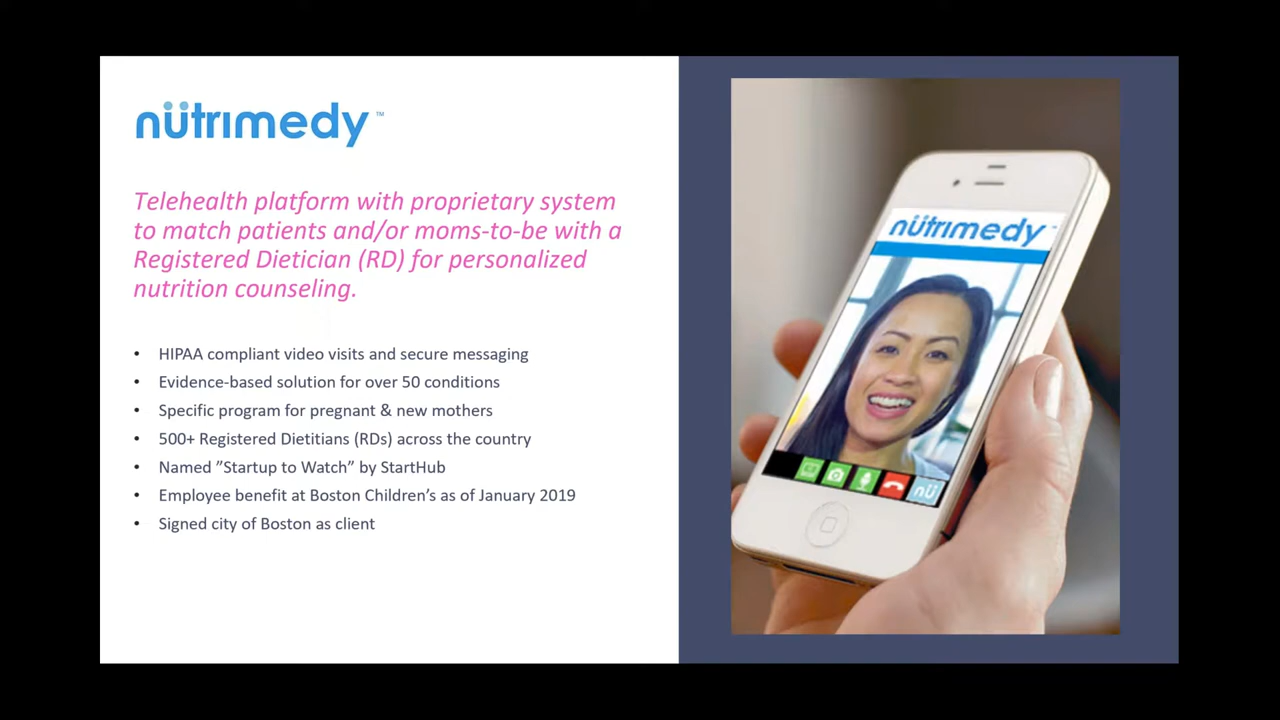 nütrımedy™
Telehealth platform with proprietary system
to match patients and/or moms-to-be with a
Registered Dietician (RD) for personalized
nutrition counseling.
• HIPAA compliant video visits and secure messaging
• Evidence-based solution for over 50 conditions
• Specific program for pregnant & new mothers
• 500+ Registered Dietitians (RDs) across the country
• Named ”Startup to Watch” by StartHub
• Employee benefit at Boston Children’s as of January 2019
• Signed city of Boston as client
nütrımedy
nü